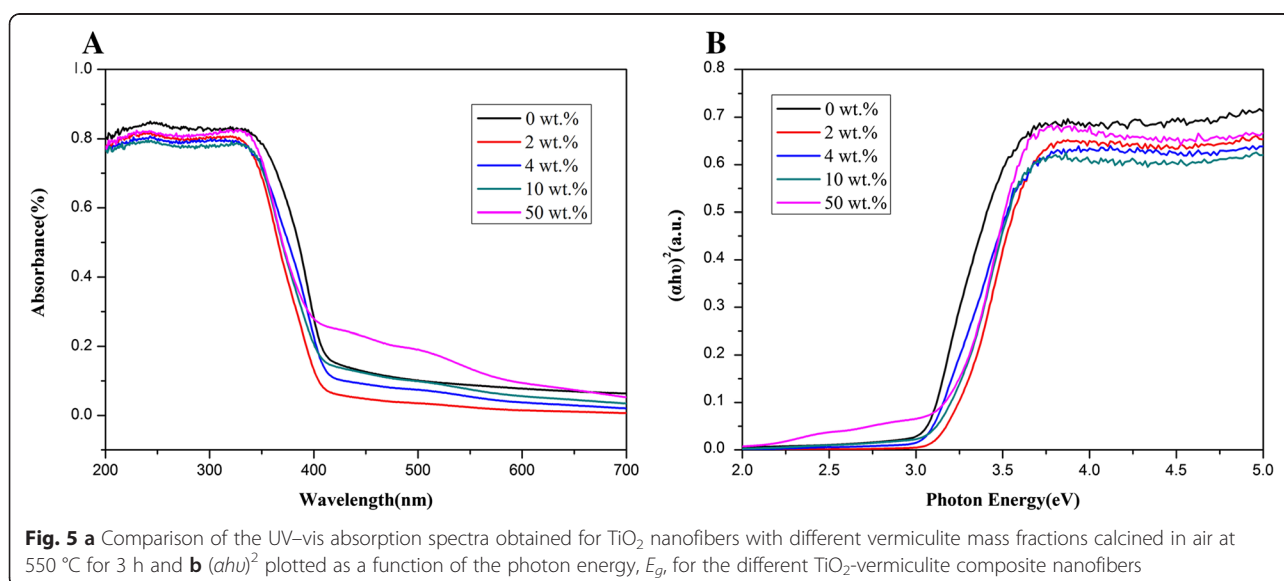 A
1.0
0.8
0.6
0.4
0.2
0.0
Absorbance(%)
0 wt.%
2 wt.%
4 wt.%
10 wt.%
50 wt.%
200 300 400 500 600 700
Wavelength(nm)
B
0.8
0.7
0.6
0.5
0.4
0.3
0.2
0.1
0.0
(αhυ)²(a.u.)
0 wt.%
2 wt.%
4 wt.%
10 wt.%
50 wt.%
2.0 2.5 3.0 3.5 4.0 4.5 5.0
Photon Energy(eV)
Fig. 5 a Comparison of the UV–vis absorption spectra obtained for TiO₂ nanofibers with different vermiculite mass fractions calcined in air at
550 °C for 3 h and b (αhυ)² plotted as a function of the photon energy, E_g, for the different TiO₂-vermiculite composite nanofibers